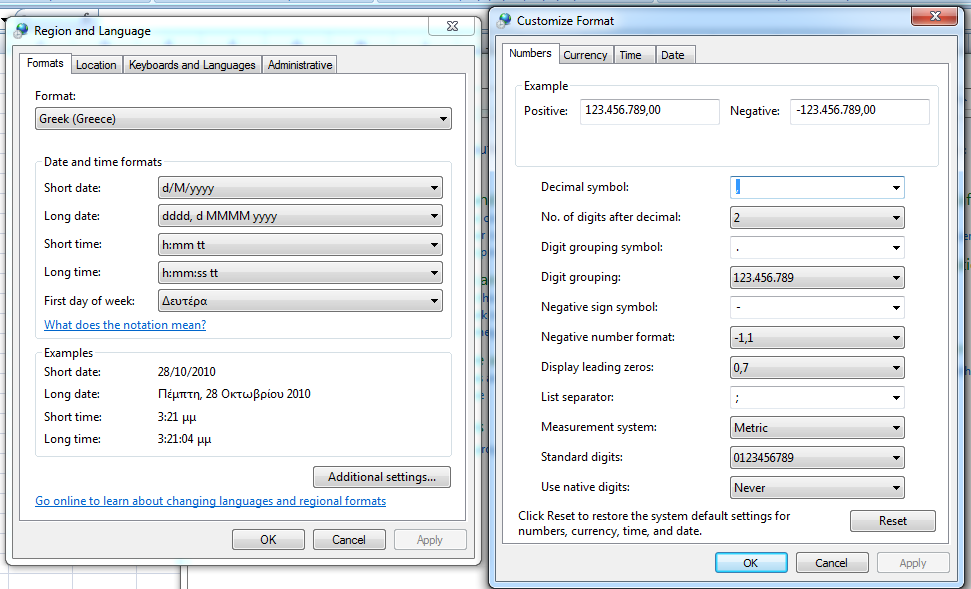 Region and Language
Formats
Location
Keyboards and Languages
Administrative
Format:
Greek (Greece)
Date and time formats
Short date:
d/M/yyyy
Long date:
dddd, d MMMM yyyy
Short time:
h:mm tt
Long time:
h:mm:ss tt
First day of week:
Δευτέρα
What does the notation mean?
Examples
Short date:
28/10/2010
Long date:
Πέμπτη, 28 Οκτωβρίου 2010
Short time:
3:21 μμ
Long time:
3:21:04 μμ
Additional settings...
Go online to learn about changing languages and regional formats
OK
Cancel
Apply
Customize Format
Numbers
Currency
Time
Date
Example
Positive:
123.456.789,00
Negative:
-123.456.789,00
Decimal symbol:
,
No. of digits after decimal:
2
Digit grouping symbol:
.
Digit grouping:
123.456.789
Negative sign symbol:
-
Negative number format:
-1,1
Display leading zeros:
0,7
List separator:
;
Measurement system:
Metric
Standard digits:
0123456789
Use native digits:
Never
Click Reset to restore the system default settings for
numbers, currency, time, and date.
Reset
OK
Cancel
Apply